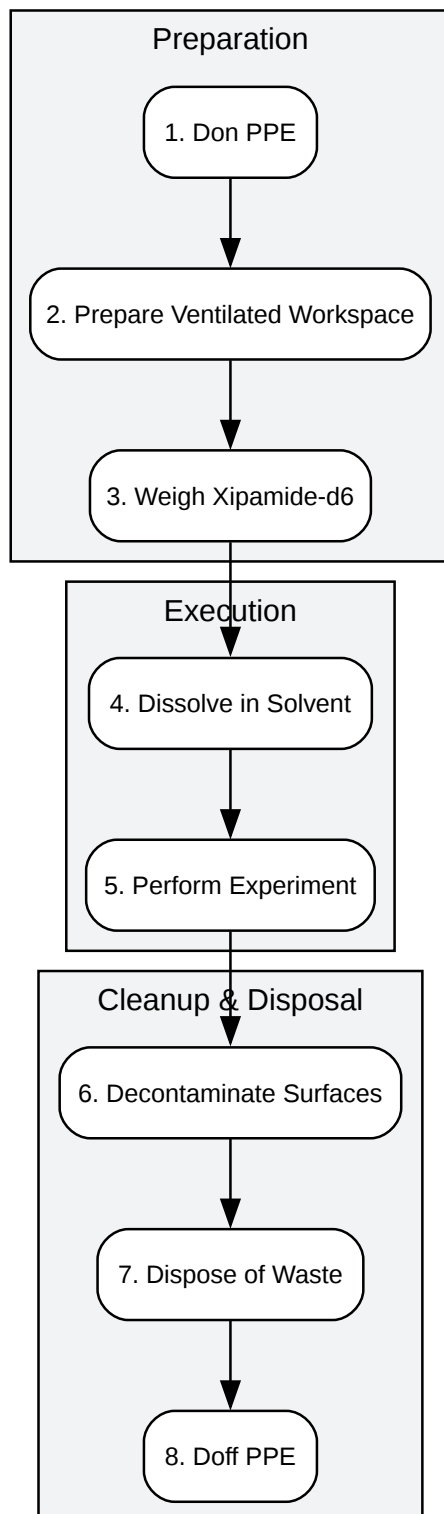 Preparation
1. Don PPE
2. Prepare Ventilated Workspace
3. Weigh Xipamide-d6
Execution
4. Dissolve in Solvent
5. Perform Experiment
Cleanup & Disposal
6. Decontaminate Surfaces
7. Dispose of Waste
8. Doff PPE